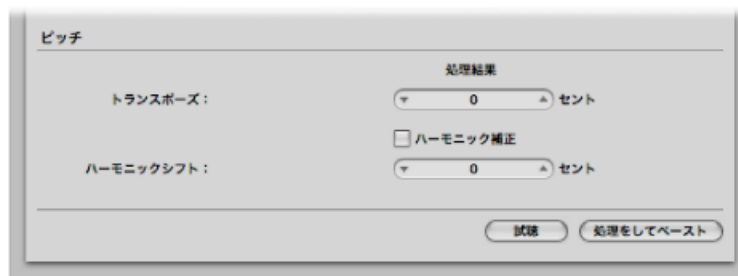 ピッチ
処理結果
トランスポーズ： 0 セント
ハーモニック補正
ハーモニックシフト： 0 セント
試聴 処理をしてペースト